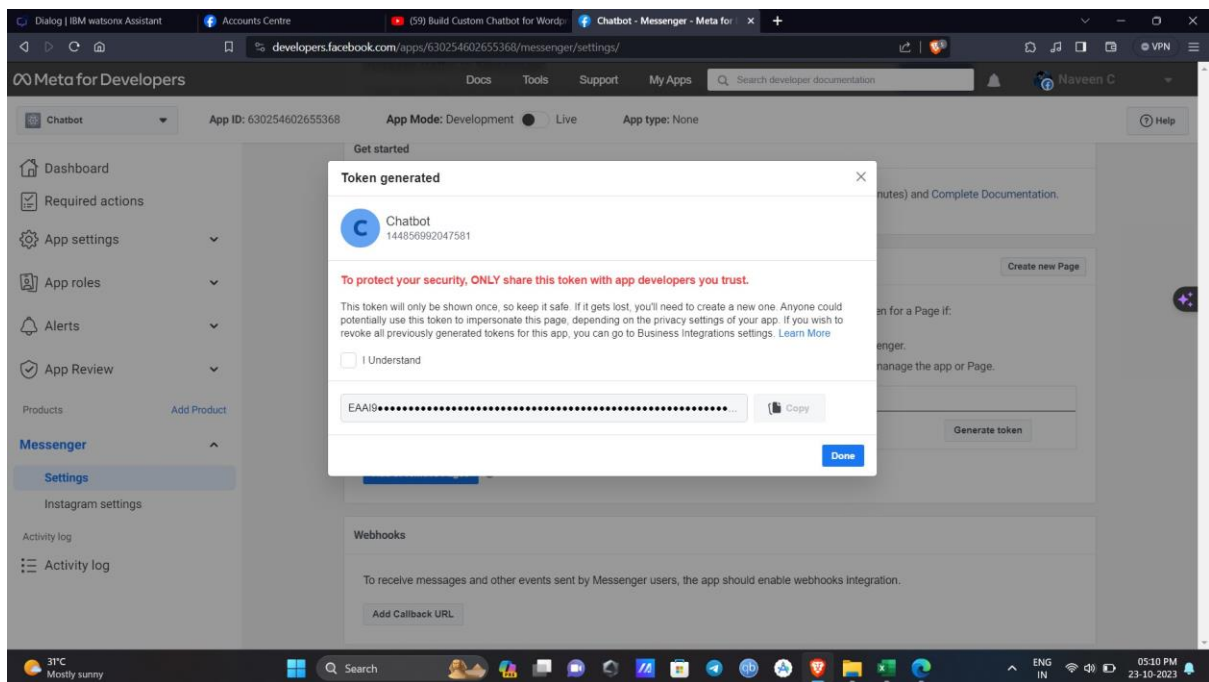 Dialog | IBM watsonx Assistant
Accounts Centre
(59) Build Custom Chatbot for Wordpr
Chatbot - Messenger - Meta for
developers.facebook.com/apps/630254602655368/messenger/settings/
VPN
Meta for Developers
Docs
Tools
Support
My Apps
Search developer documentation
Naveen C
Chatbot
App ID: 630254602655368
App Mode: Development
Live
App type: None
Help
Get started
Dashboard
Token generated
Required actions
nutes) and Complete Documentation.
C
Chatbot
144856992047581
App settings
Create new Page
To protect your security, ONLY share this token with app developers you trust.
App roles
This token will only be shown once, so keep it safe. If it gets lost, you'll need to create a new one. Anyone could
potentially use this token to impersonate this page, depending on the privacy settings of your app. If you wish to
revoke all previously generated tokens for this app, you can go to Business Integrations settings. Learn More
en for a Page if:
Alerts
enger.
I Understand
App Review
manage the app or Page.
Products
Add Product
EAAI9••••••••••••••••••••••••••••••••••••••••••••••••••••••••••...
Copy
Generate token
Messenger
Done
Settings
Instagram settings
Activity log
Webhooks
Activity log
To receive messages and other events sent by Messenger users, the app should enable webhooks integration.
Add Callback URL
31°C
Mostly sunny
Search
ENG
IN
05:10 PM
23-10-2023